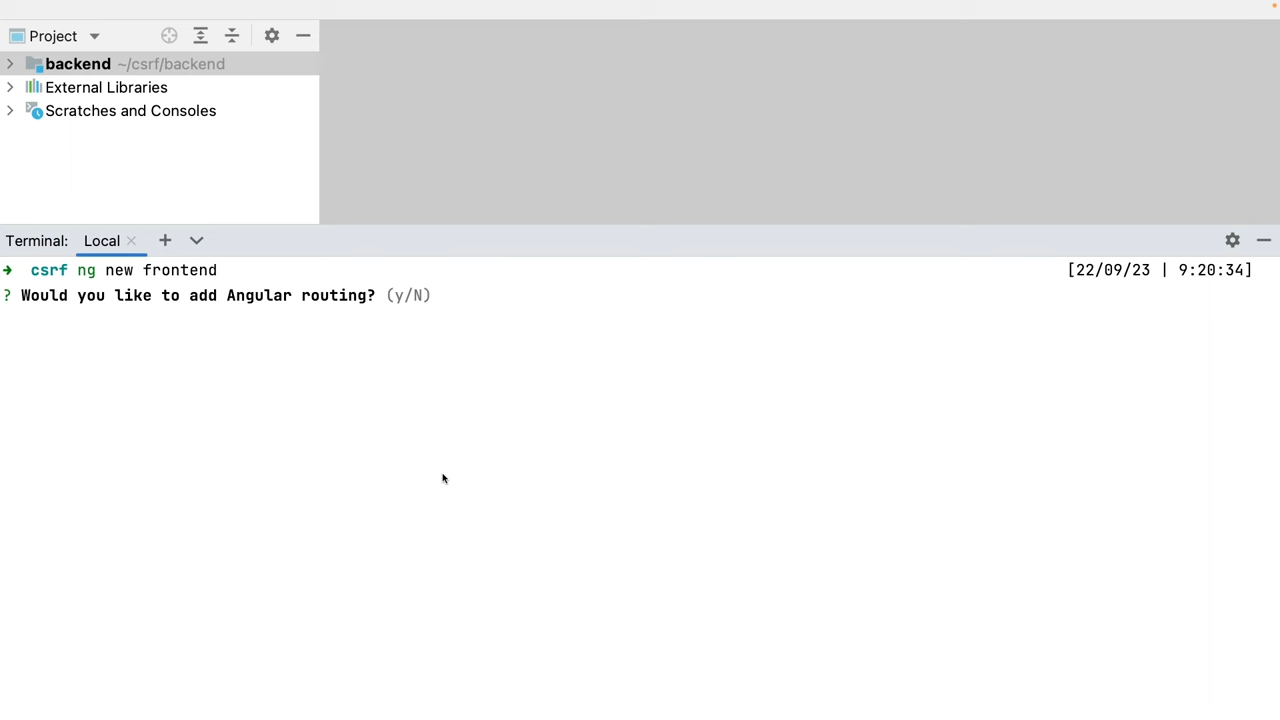 Project
backend ~/csrf/backend
External Libraries
Scratches and Consoles
Terminal: Local
➜ csrf ng new frontend [22/09/23 | 9:20:34]
? Would you like to add Angular routing? (y/N)